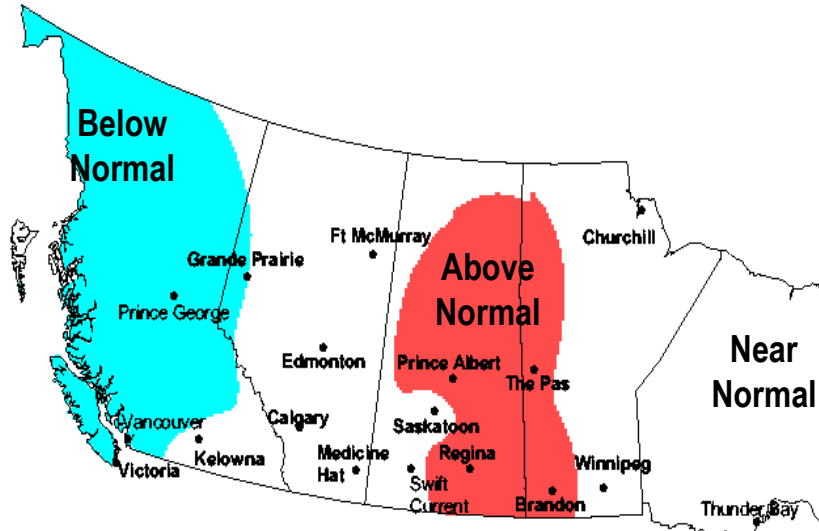 Below
Normal
Ft McMurray
Churchill
Grande Prairie
Above
Normal
Prince George
Near
Normal
Edmonton
Prince Albert
The Pas
Calgary
Vancouver
Saskatoon
Medicine
Hat
Regina
Winnipeg
Victoria
Kelowna
Swift
Current
Brandon
Thunder Bay